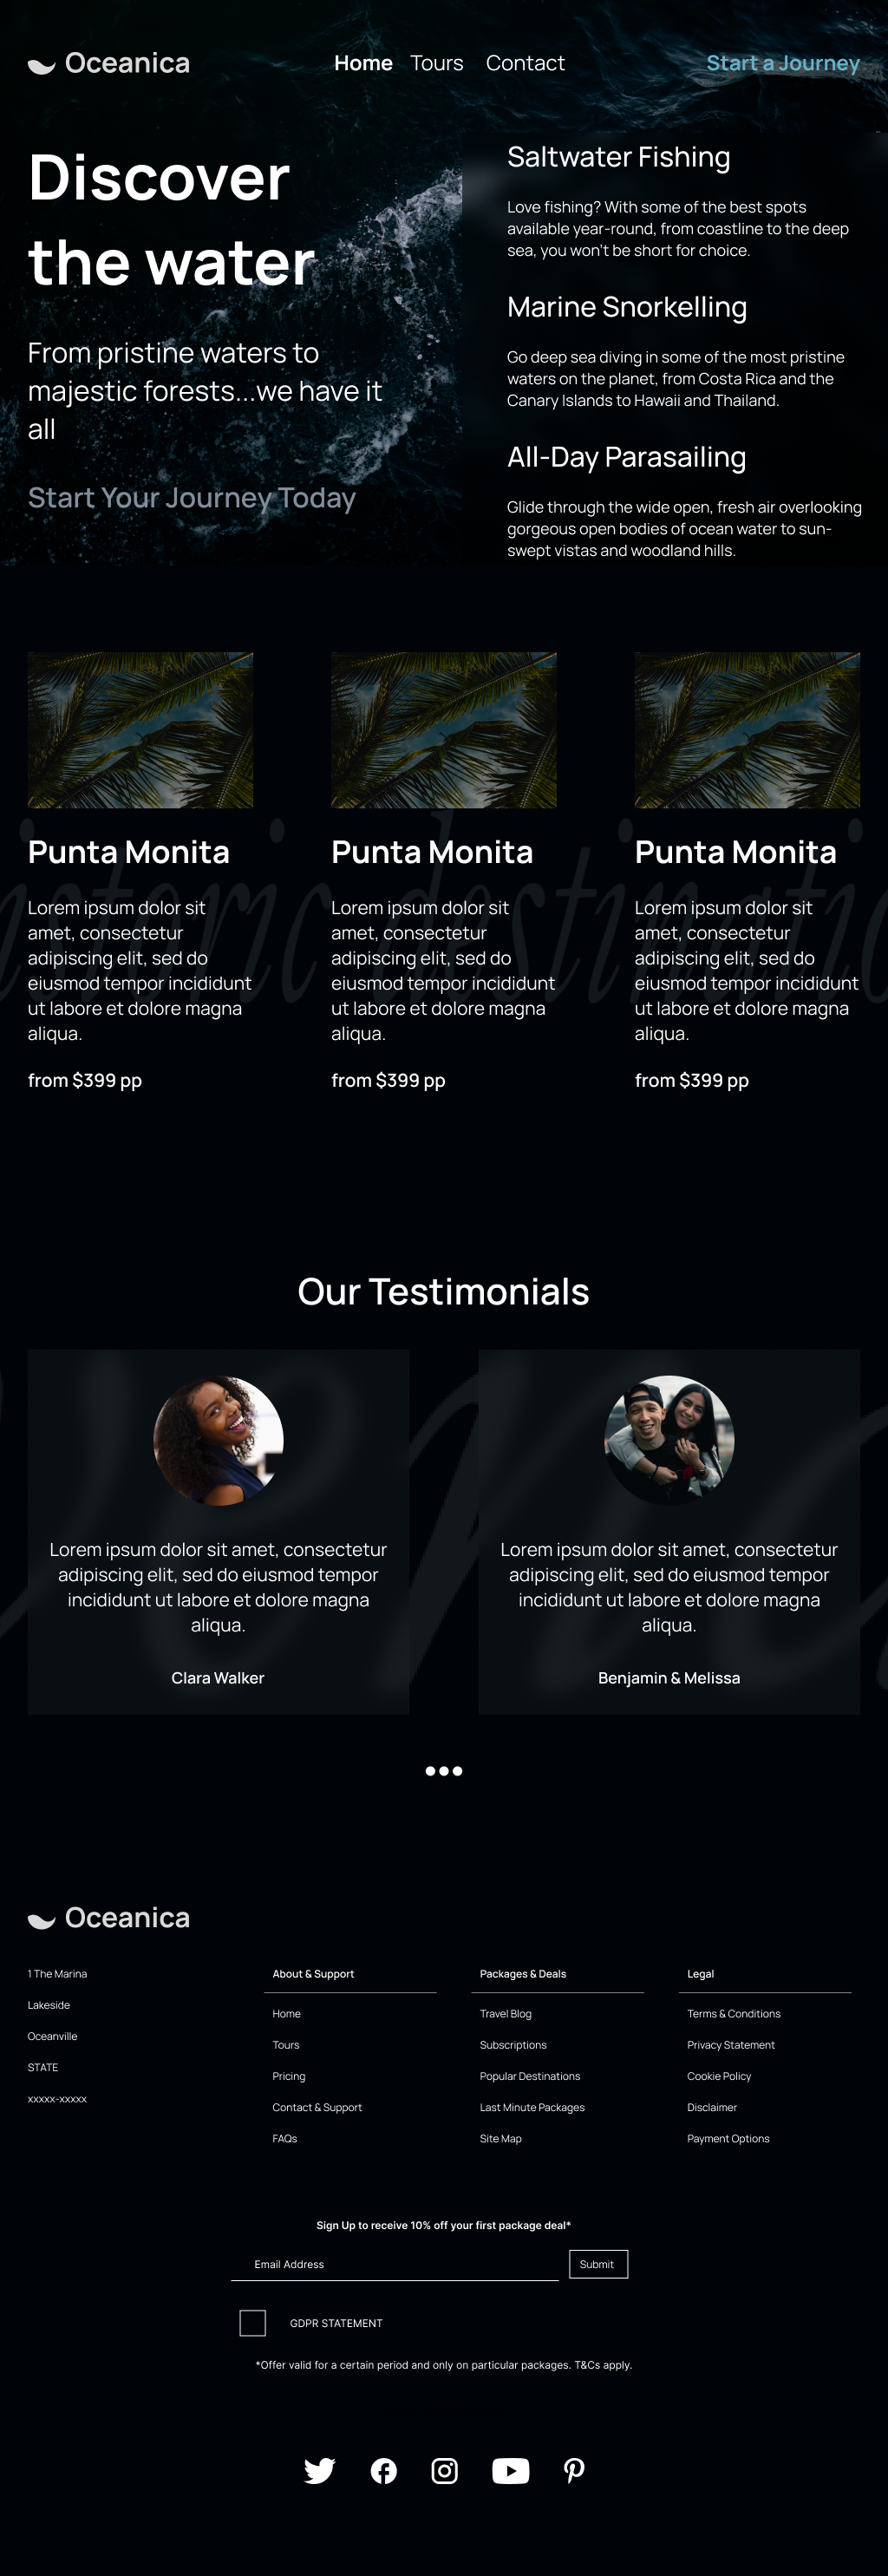 Oceanica
Home
Tours
Contact
Start a Journey
Discover
the water
From pristine waters to
majestic forests...we have it
all
Start Your Journey Today
Saltwater Fishing
Love fishing? With some of the best spots
available year-round, from coastline to the deep
sea, you won't be short for choice.
Marine Snorkelling
Go deep sea diving in some of the most pristine
waters on the planet, from Costa Rica and the
Canary Islands to Hawaii and Thailand.
All-Day Parasailing
Glide through the wide open, fresh air overlooking
gorgeous open bodies of ocean water to sun-
swept vistas and woodland hills.
Punta Monita
Lorem ipsum dolor sit
amet, consectetur
adipiscing elit, sed do
eiusmod tempor incididunt
ut labore et dolore magna
aliqua.
from $399 pp
Punta Monita
Lorem ipsum dolor sit
amet, consectetur
adipiscing elit, sed do
eiusmod tempor incididunt
ut labore et dolore magna
aliqua.
from $399 pp
Punta Monita
Lorem ipsum dolor sit
amet, consectetur
adipiscing elit, sed do
eiusmod tempor incididunt
ut labore et dolore magna
aliqua.
from $399 pp
Our Testimonials
Lorem ipsum dolor sit amet, consectetur
adipiscing elit, sed do eiusmod tempor
incididunt ut labore et dolore magna
aliqua.
Clara Walker
Lorem ipsum dolor sit amet, consectetur
adipiscing elit, sed do eiusmod tempor
incididunt ut labore et dolore magna
aliqua.
Benjamin & Melissa
Oceanica
1 The Marina
Lakeside
Oceanville
STATE
xxxxx-xxxxx
About & Support
Home
Tours
Pricing
Contact & Support
FAQs
Packages & Deals
Travel Blog
Subscriptions
Popular Destinations
Last Minute Packages
Site Map
Legal
Terms & Conditions
Privacy Statement
Cookie Policy
Disclaimer
Payment Options
Sign Up to receive 10% off your first package deal*
Email Address
Submit
GDPR STATEMENT
*Offer valid for a certain period and only on particular packages. T&Cs apply.